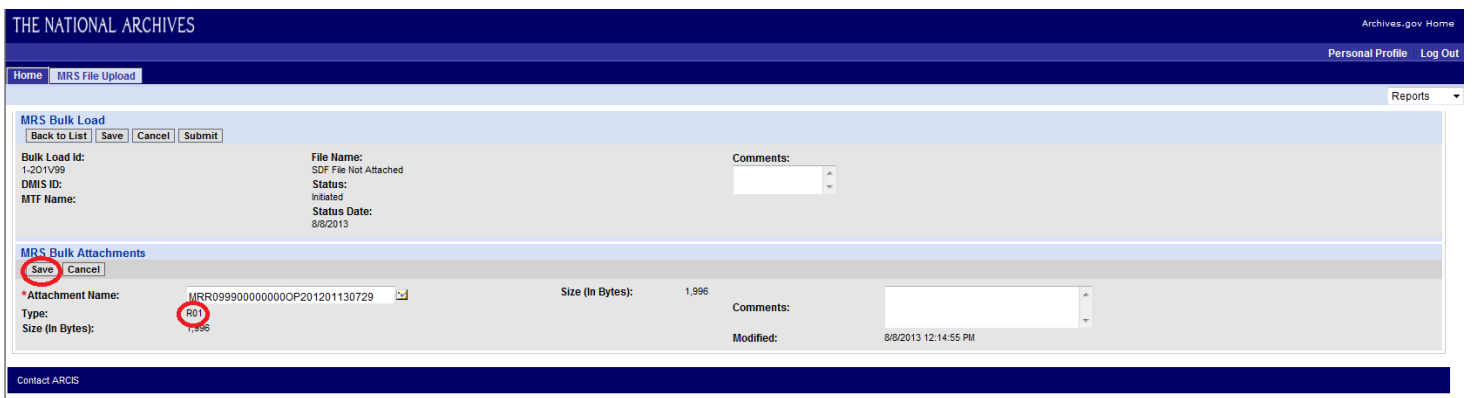 THE NATIONAL ARCHIVES
Archives.gov Home
Personal Profile Log Out
Home MRS File Upload
Reports
MRS Bulk Load
Back to List Save Cancel Submit
Bulk Load Id: File Name: Comments:
1-2O1V99 SDF File Not Attached
DMIS ID: Status:
MTF Name: Initiated
Status Date:
8/8/2013
MRS Bulk Attachments
Save Cancel
*Attachment Name: MRR099900000000OP201201130729 Size (In Bytes): 1,996
Type: R01 Comments:
Size (In Bytes): 1,996
Modified: 8/8/2013 12:14:55 PM
Contact ARCIS